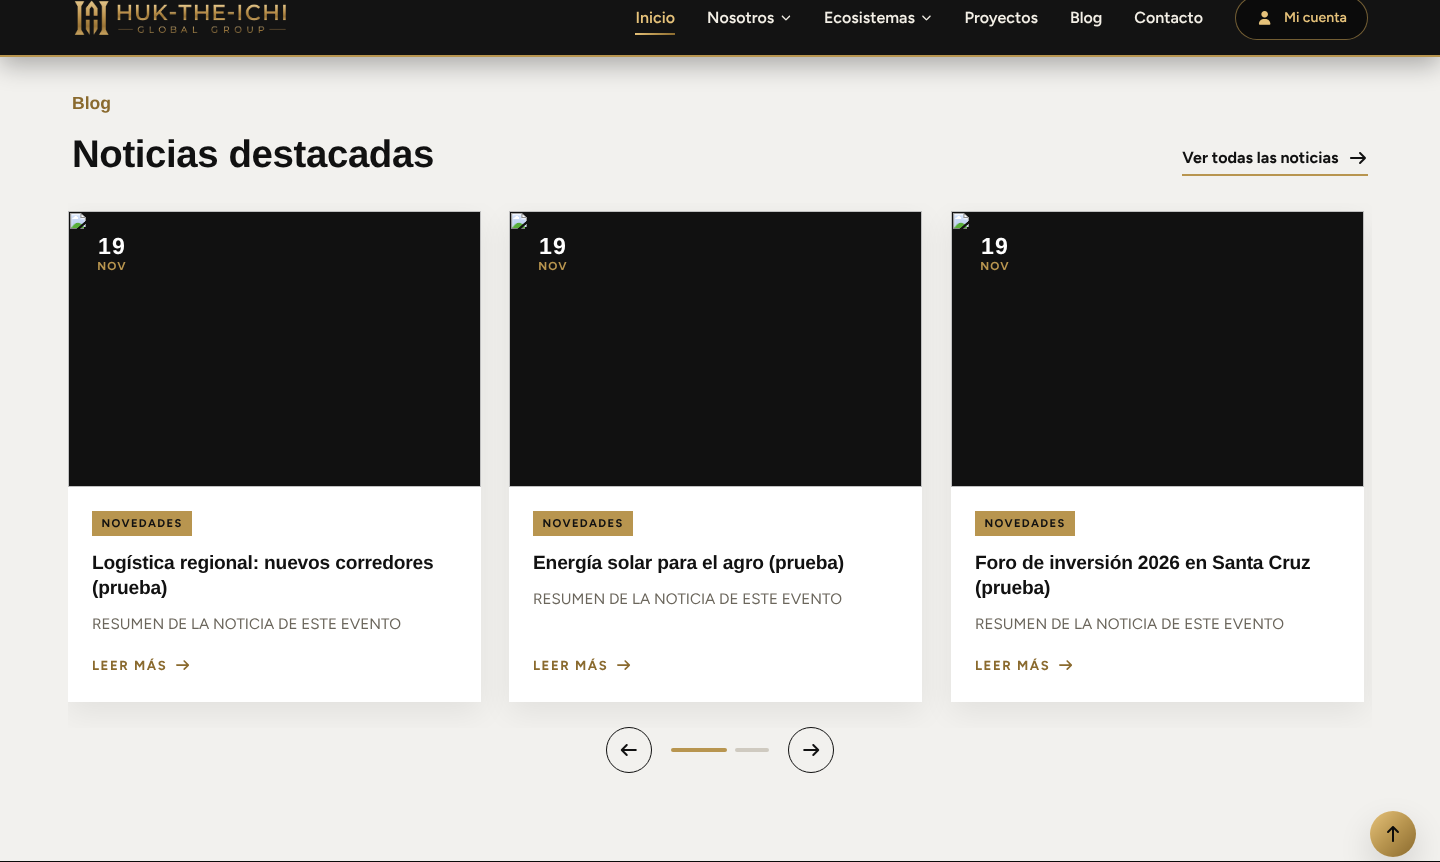 HUK-THE-ICHI
GLOBAL GROUP
Inicio
Nosotros
Ecosistemas
Proyectos
Blog
Contacto
Mi cuenta
Blog
Noticias destacadas
Ver todas las noticias
19
NOV
NOVEDADES
Logística regional: nuevos corredores
(prueba)
RESUMEN DE LA NOTICIA DE ESTE EVENTO
LEER MÁS
19
NOV
NOVEDADES
Energía solar para el agro (prueba)
RESUMEN DE LA NOTICIA DE ESTE EVENTO
LEER MÁS
19
NOV
NOVEDADES
Foro de inversión 2026 en Santa Cruz
(prueba)
RESUMEN DE LA NOTICIA DE ESTE EVENTO
LEER MÁS